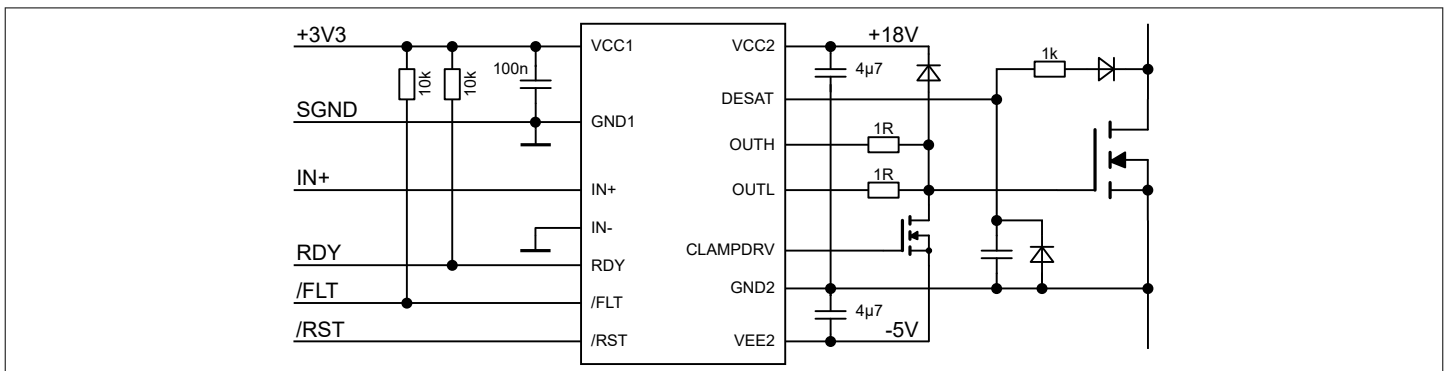 +3V3
10k
10k
100n
SGND
IN+
RDY
/FLT
/RST
VCC1
GND1
IN+
IN-
RDY
/FLT
/RST
VCC2
DESAT
OUTH
OUTL
CLAMPDRV
GND2
VEE2
+18V
4µ7
1R
1R
4µ7
-5V
1k